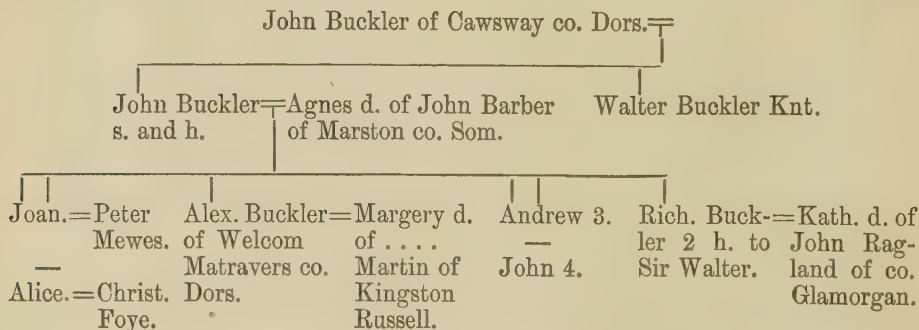 John Buckler of Cawsway co. Dors.=
John Buckler=Agnes d. of John Barber
s. and h. of Marston co. Som.
Walter Buckler Knt.
Joan.=Peter
Mewes.
—
Alice.=Christ.
Foye.
Alex. Buckler=Margery d.
of Welcom of . . . .
Matravers co. Martin of
Dors. Kingston
Russell.
Andrew 3.
—
John 4.
Rich. Buck-=Kath. d. of
ler 2 h. to John Rag-
Sir Walter. land of co.
Glamorgan.